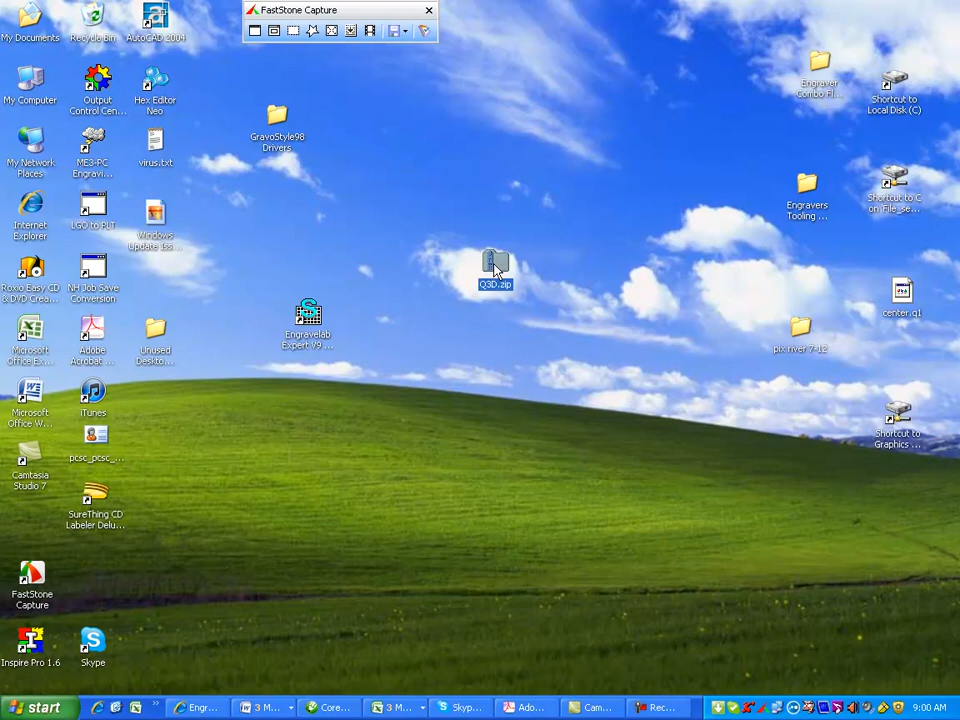 FastStone Capture
My Documents
Recycle Bin
AutoCAD 2004
My Computer
Output
Control Cen...
Hex Editor
Neo
My Network
Places
ME3-PC
Engravi...
virus.txt
Internet
Explorer
LGO to PLT
Windows
Update Iss...
Roxio Easy CD
& DVD Crea...
NH Job Save
Conversion
Microsoft
Office Ex...
Adobe
Acrobat ...
Unused
Deskto...
Microsoft
Office W...
iTunes
pcsc_pcsc_...
Camtasia
Studio 7
SureThing CD
Labeler Delu...
FastStone
Capture
Inspire Pro 1.6
Skype
GravoStyle98
Drivers
Engravelab
Expert V9 ...
Q3D.zip
Engraver
Combo Fl...
Shortcut to
Local Disk (C)
Engravers
Tooling ...
Shortcut to C
on File_se...
center.q1
pix river 7-12
Shortcut to
Graphics ...
start
Engr...
3 M...
Core...
3 M...
Skyp...
Ado...
Cam...
Rec...
9:00 AM